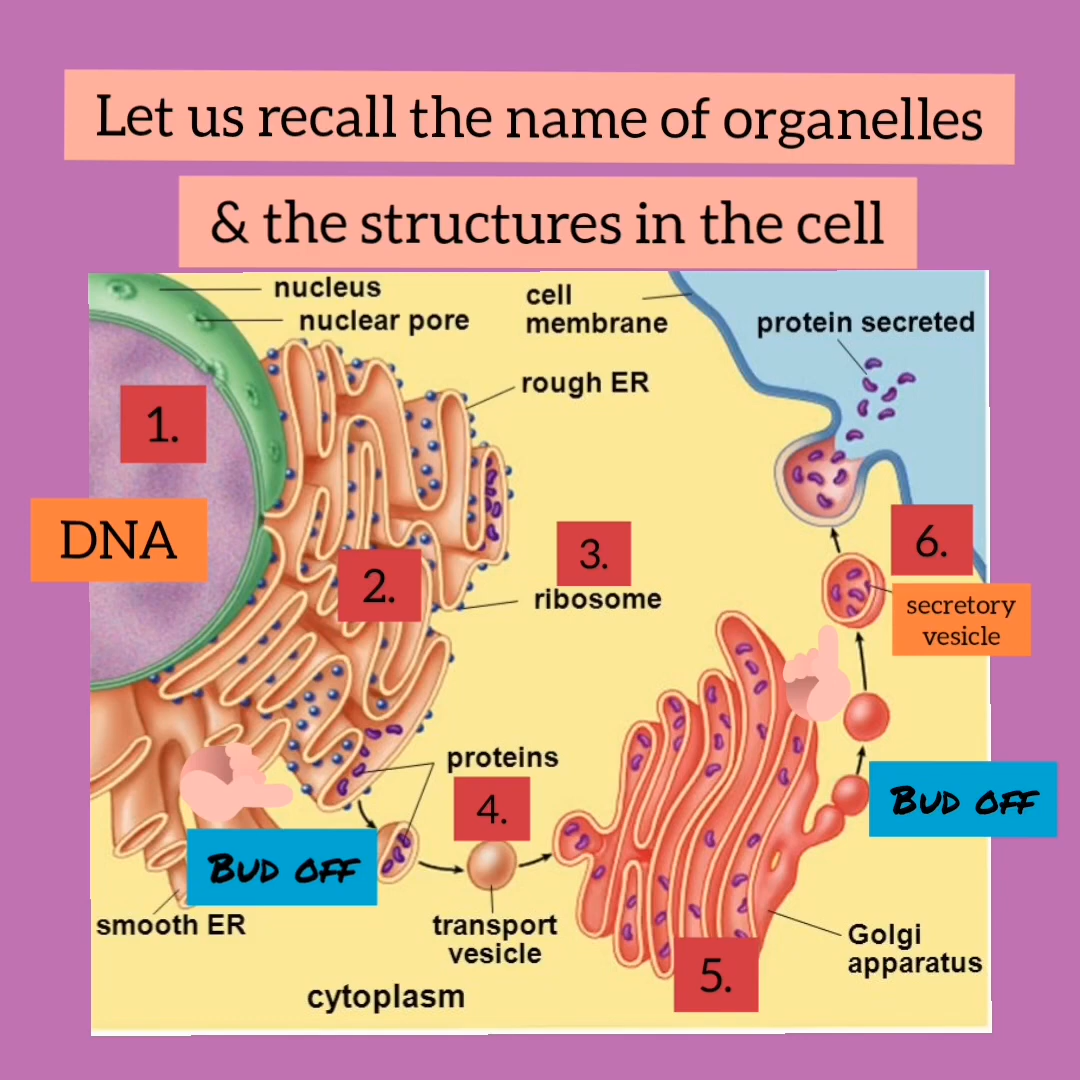 Let us recall the name of organelles
& the structures in the cell
nucleus
nuclear pore
cell
membrane
protein secreted
rough ER
1.
DNA
2.
3.
ribosome
6.
secretory
vesicle
proteins
4.
Bud off
Bud off
smooth ER
transport
vesicle
Golgi
apparatus
5.
cytoplasm